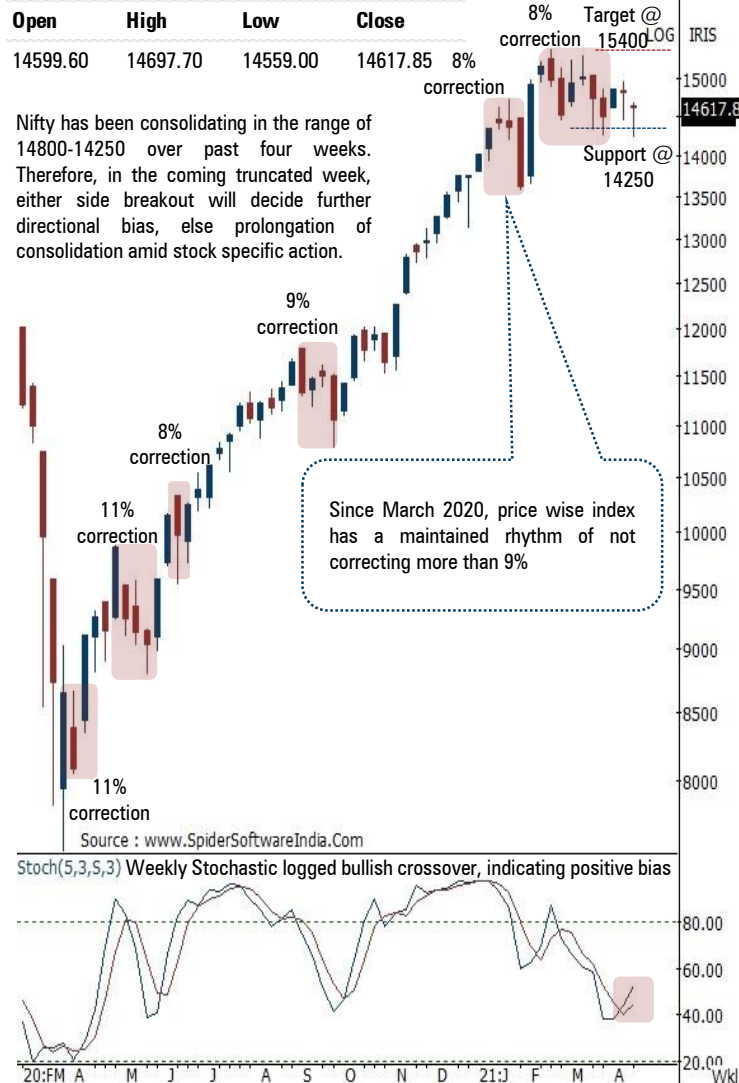 Open High Low Close
14599.60 14697.70 14559.00 14617.85
8%
correction
8%
correction
Target @
15400
LOG IRIS
Nifty has been consolidating in the range of
14800-14250 over past four weeks.
Therefore, in the coming truncated week,
either side breakout will decide further
directional bias, else prolongation of
consolidation amid stock specific action.
Support @
14250
9%
correction
8%
correction
11%
correction
Since March 2020, price wise index
has a maintained rhythm of not
correcting more than 9%
11%
correction
15000
14617.8
14000
13500
13000
12500
12000
11500
11000
10500
10000
9500
9000
8500
8000
Source : www.SpiderSoftwareIndia.Com
Stoch(5,3,S,3) Weekly Stochastic logged bullish crossover, indicating positive bias
80.00
60.00
40.00
20.00
20:FM A M J J A S O N D 21:J F M A Wkl